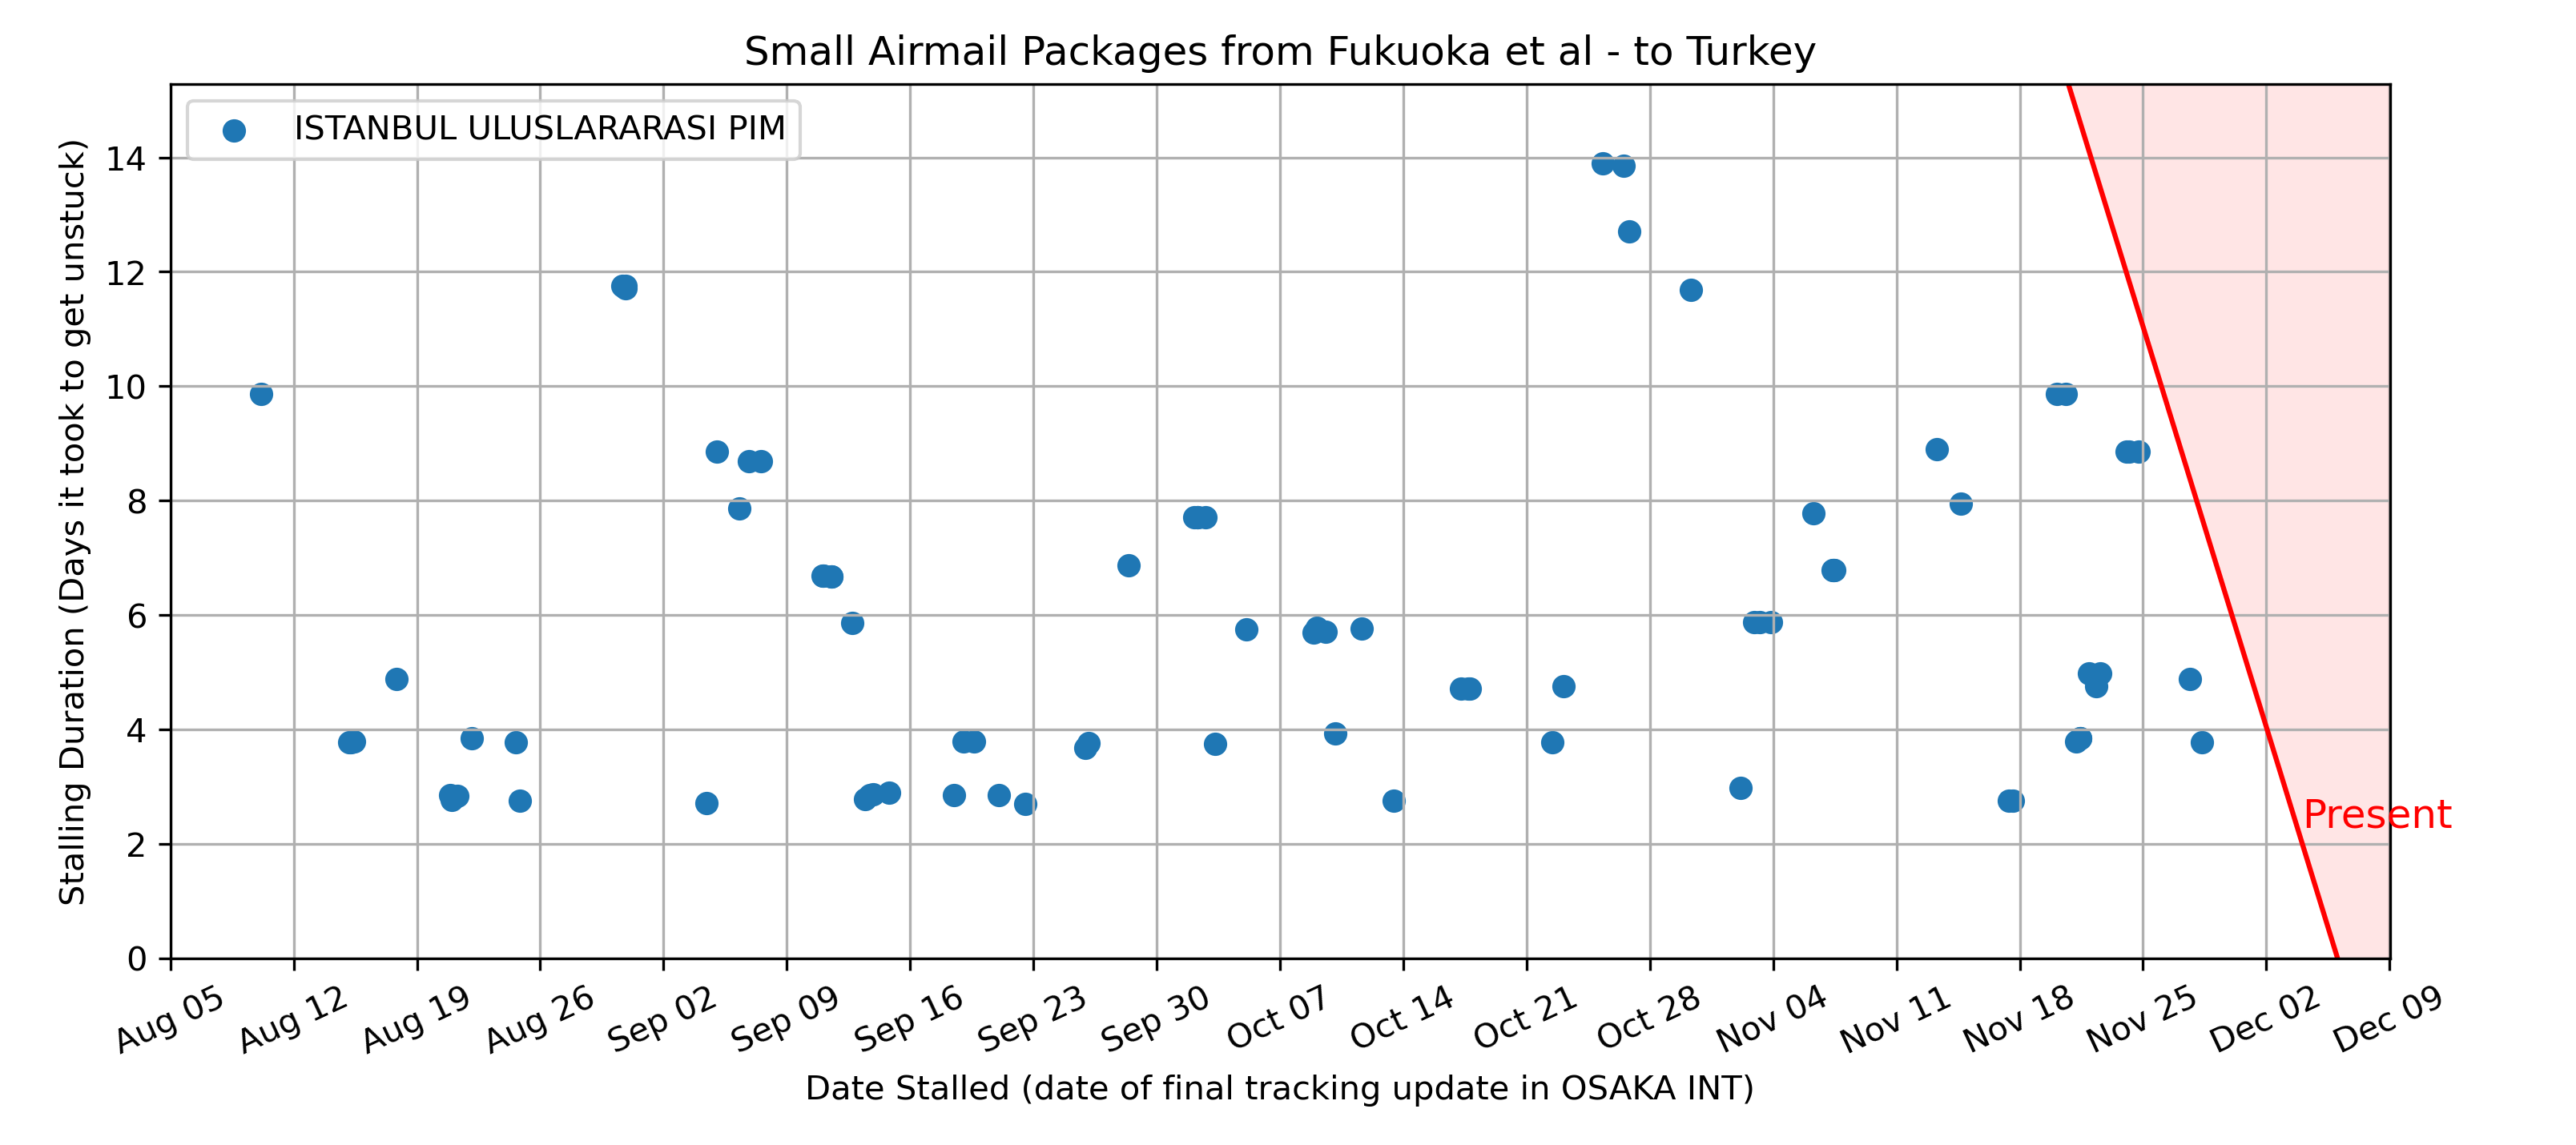 Small Airmail Packages from Fukuoka et al - to Turkey
ISTANBUL ULUSLARARASI PIM
Stalling Duration (Days it took to get unstuck)
14
12
10
8
6
4
2
0
Present
Aug 05
Aug 12
Aug 19
Aug 26
Sep 02
Sep 09
Sep 16
Sep 23
Sep 30
Oct 07
Oct 14
Oct 21
Oct 28
Nov 04
Nov 11
Nov 18
Nov 25
Dec 02
Dec 09
Date Stalled (date of final tracking update in OSAKA INT)